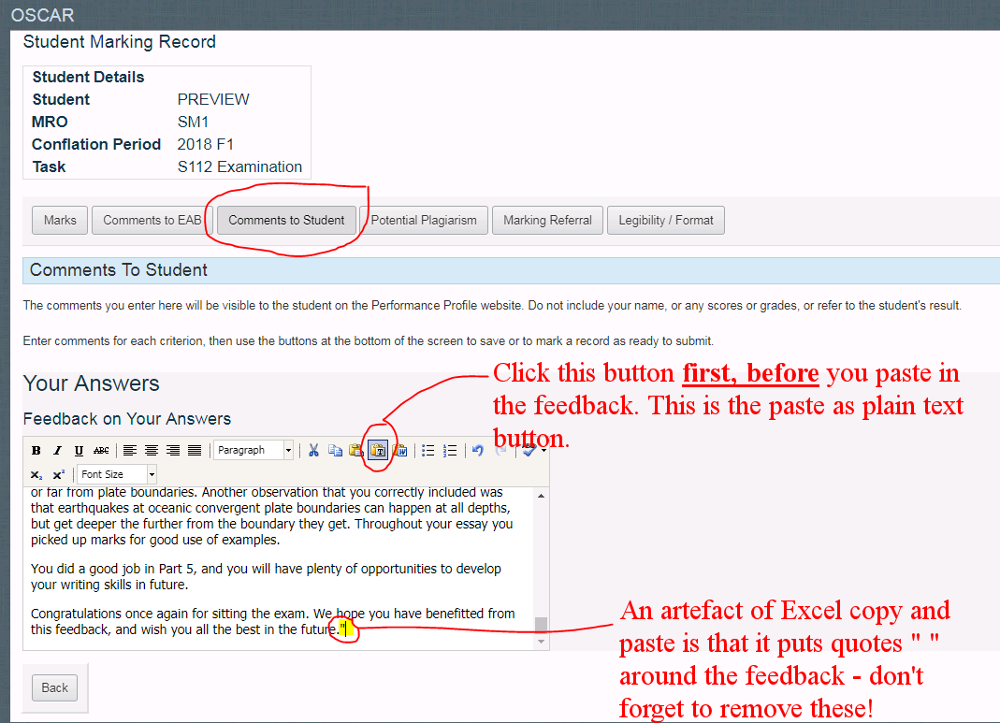 OSCAR
Student Marking Record
Student Details
Student PREVIEW
MRO SM1
Conflation Period 2018 F1
Task S112 Examination
Marks Comments to EAB Comments to Student Potential Plagiarism Marking Referral Legibility / Format
Comments To Student
The comments you enter here will be visible to the student on the Performance Profile website. Do not include your name, or any scores or grades, or refer to the student's result.
Enter comments for each criterion, then use the buttons at the bottom of the screen to save or to mark a record as ready to submit.
Your Answers
Click this button first, before you paste in
the feedback. This is the paste as plain text
button.
Feedback on Your Answers
B I U ABC Paragraph
x₂ x² Font Size
or far from plate boundaries. Another observation that you correctly included was
that earthquakes at oceanic convergent plate boundaries can happen at all depths,
but get deeper the further from the boundary they get. Throughout your essay you
picked up marks for good use of examples.
You did a good job in Part 5, and you will have plenty of opportunities to develop
your writing skills in future.
Congratulations once again for sitting the exam. We hope you have benefitted from
this feedback, and wish you all the best in the future."
An artefact of Excel copy and
paste is that it puts quotes " "
around the feedback - don't
forget to remove these!
Back